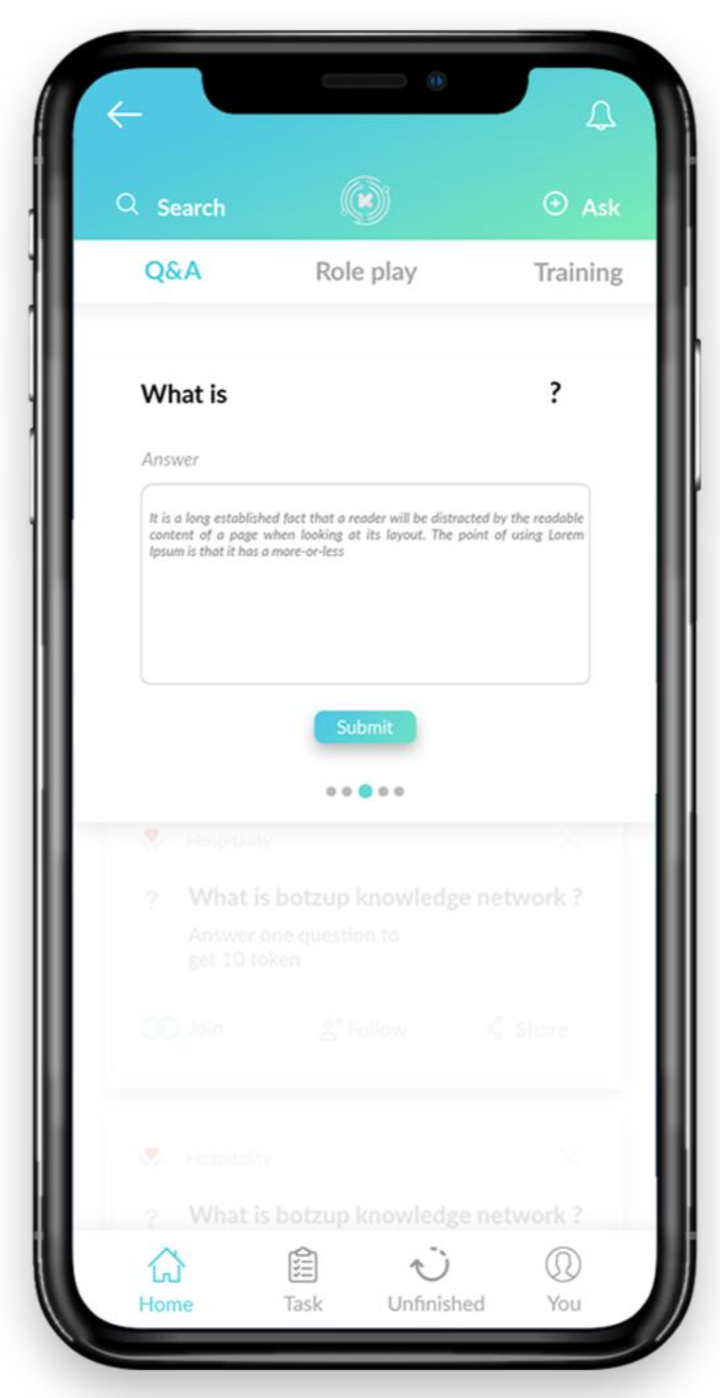 Search
Ask
Q&A Role play Training
What is ?
Answer
It is a long established fact that a reader will be distracted by the readable
content of a page when looking at its layout. The point of using Lorem
Ipsum is that it has a more-or-less
Submit
Hospitality
? What is botzup knowledge network ?
Answer one question to
get 10 token
Join Follow Share
Hospitality
? What is botzup knowledge network ?
Home Task Unfinished You